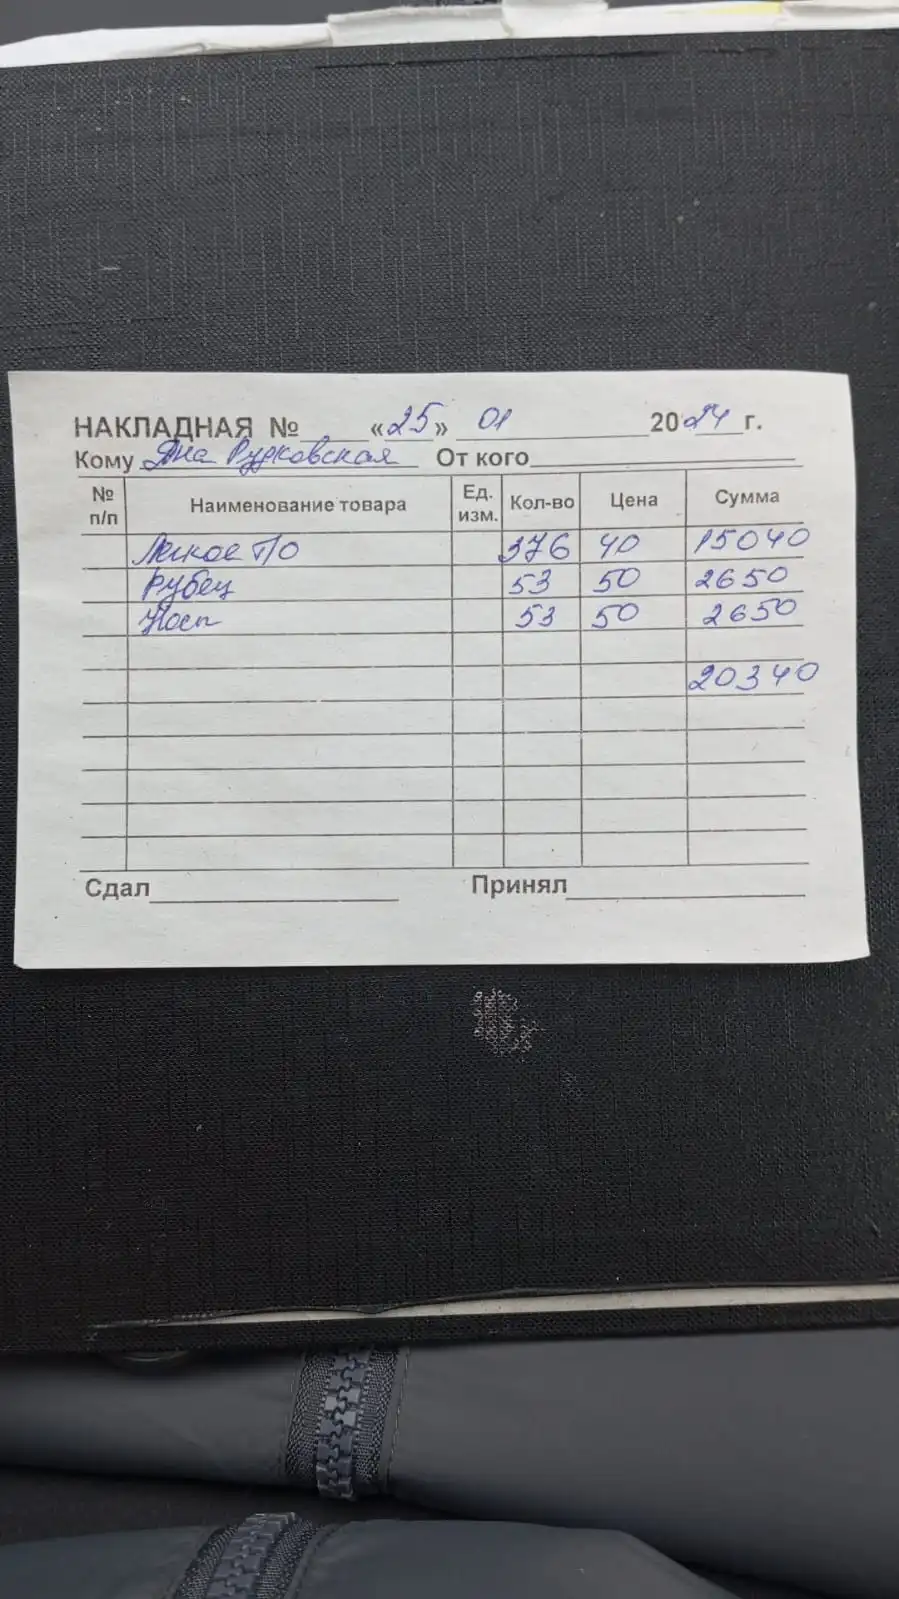 НАКЛАДНАЯ № «25» 01 2024 г.
Кому Яна Рудковская От кого
№ п/п Наименование товара Ед. изм. Кол-во Цена Сумма
Легкое П/О 376 40 15040
Рубец 53 50 2650
53 50 2650
20340
Сдал Принял